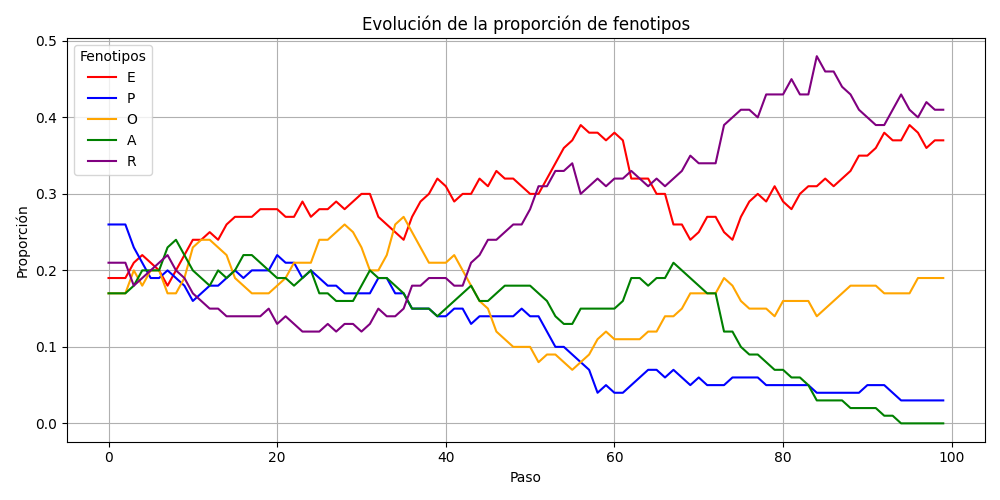 Evolución de la proporción de fenotipos
Proporción
0.5
0.4
0.3
0.2
0.1
0.0
Fenotipos
E
P
O
A
R
0 20 40 60 80 100
Paso